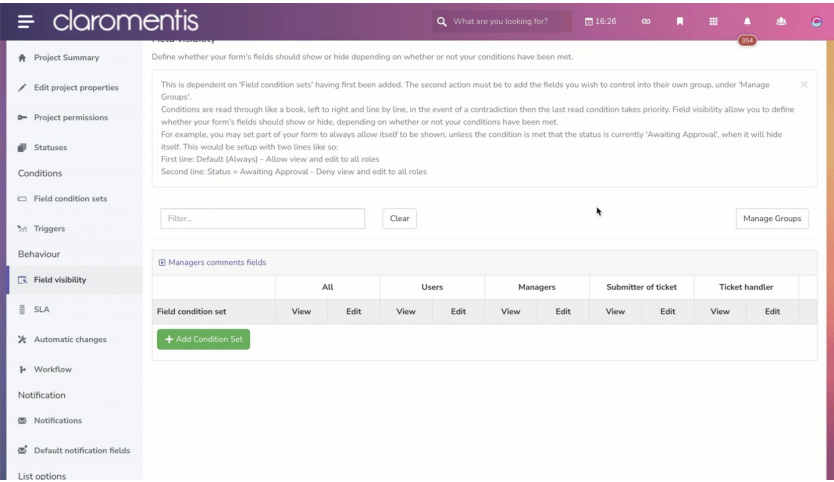 claromentis
What are you looking for?
16:26
354
Project Summary
Edit project properties
Project permissions
Statuses
Conditions
Field condition sets
Triggers
Behaviour
Field visibility
SLA
Automatic changes
Workflow
Notification
Notifications
Default notification fields
List options
Define whether your form's fields should show or hide depending on whether or not your conditions have been met.
This is dependent on 'Field condition sets' having first been added. The second action must be to add the fields you wish to control into their own group, under 'Manage
Groups'.
Conditions are read through like a book, left to right and line by line, in the event of a contradiction then the last read condition takes priority. Field visibility allow you to define
whether your form's fields should show or hide, depending on whether or not your conditions have been met.
For example, you may set part of your form to always allow itself to be shown, unless the condition is met that the status is currently 'Awaiting Approval', when it will hide
itself. This would be setup with two lines like so:
First line: Default (Always) - Allow view and edit to all roles
Second line: Status = Awaiting Approval - Deny view and edit to all roles
Filter...
Clear
Manage Groups
Managers comments fields
All Users Managers Submitter of ticket Ticket handler
Field condition set View Edit View Edit View Edit View Edit View Edit
+ Add Condition Set